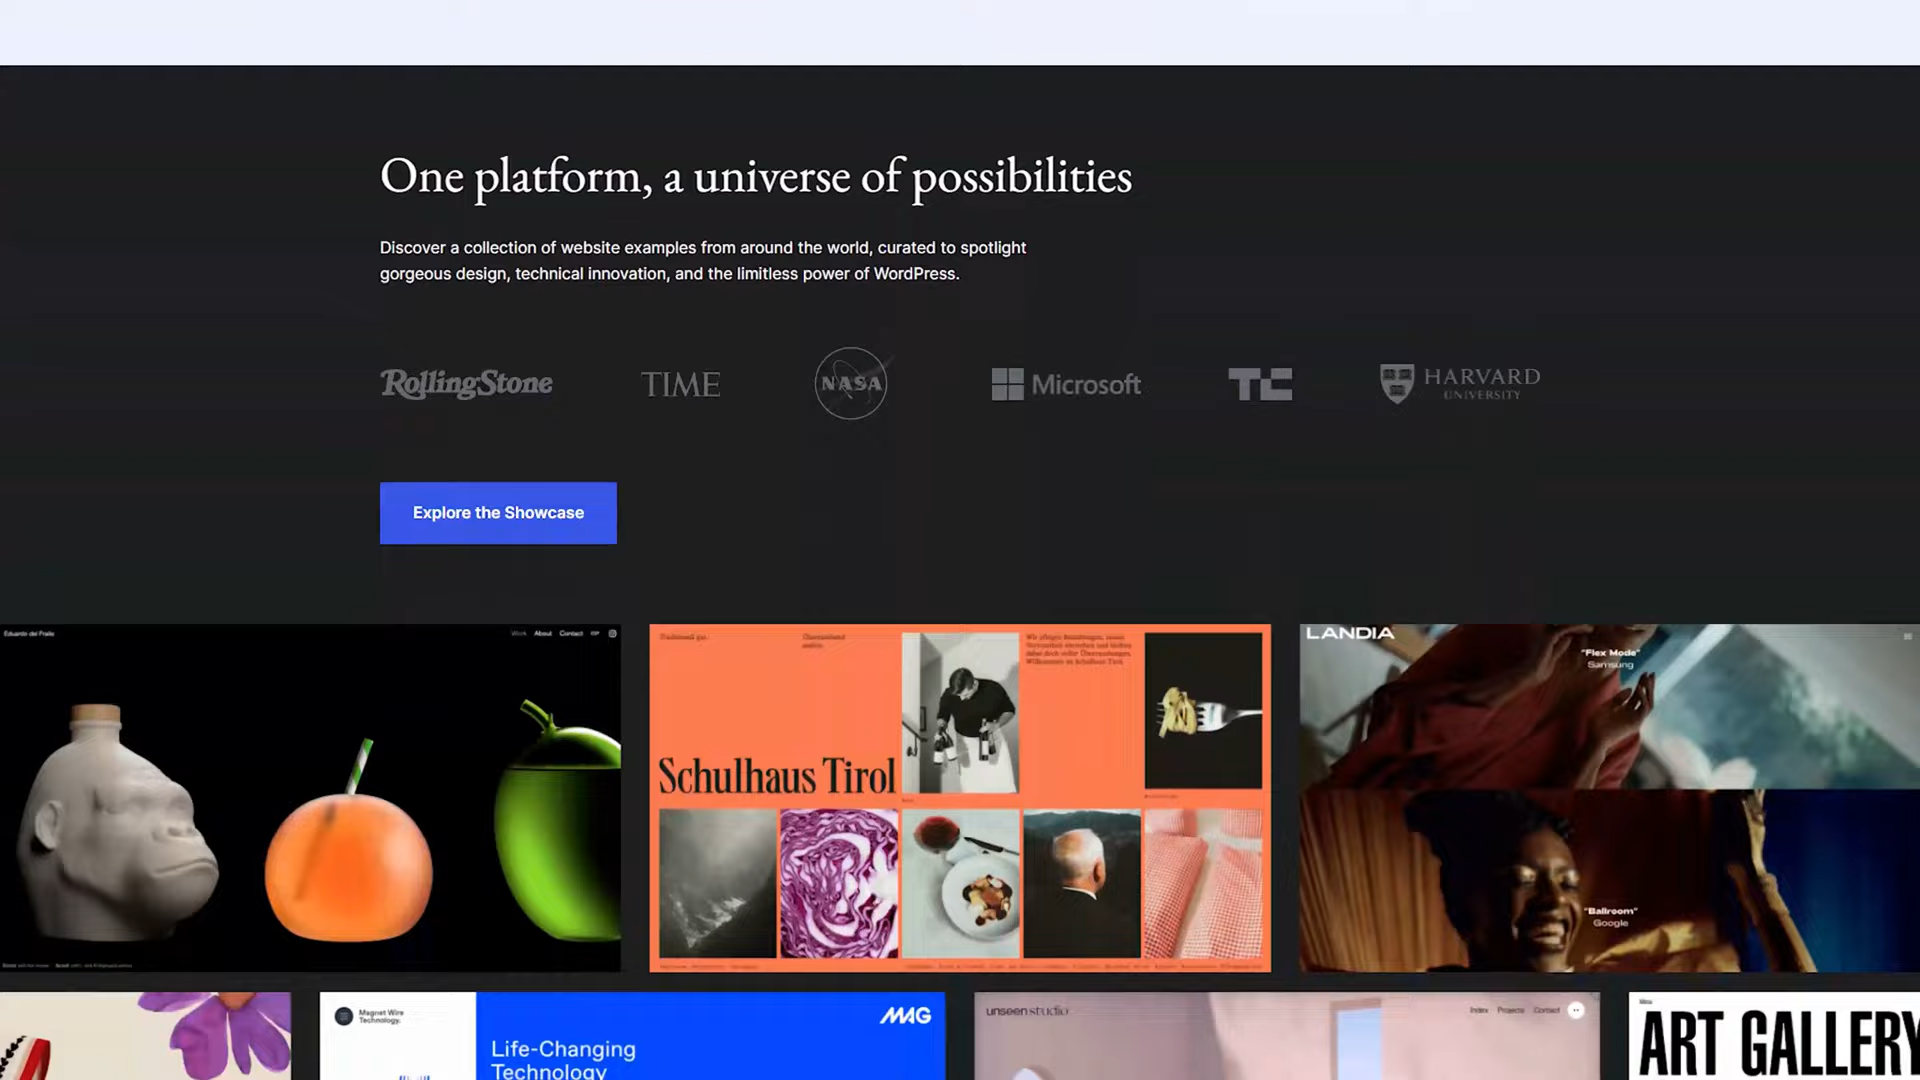 One platform, a universe of possibilities
Discover a collection of website examples from around the world, curated to spotlight
gorgeous design, technical innovation, and the limitless power of WordPress.
RollingStone
TIME
NASA
Microsoft
TC
HARVARD
UNIVERSITY
Explore the Showcase
Eduardo del Fraile
Work About Contact ESP
Schulhaus Tirol
LANDIA
"Flex Mode"
Samsung
"Ballroom"
Google
Magnet Wire
Technology.
MAG
Life-Changing
Technology
unseen studio
Index Projects Contact
ART GALLERY